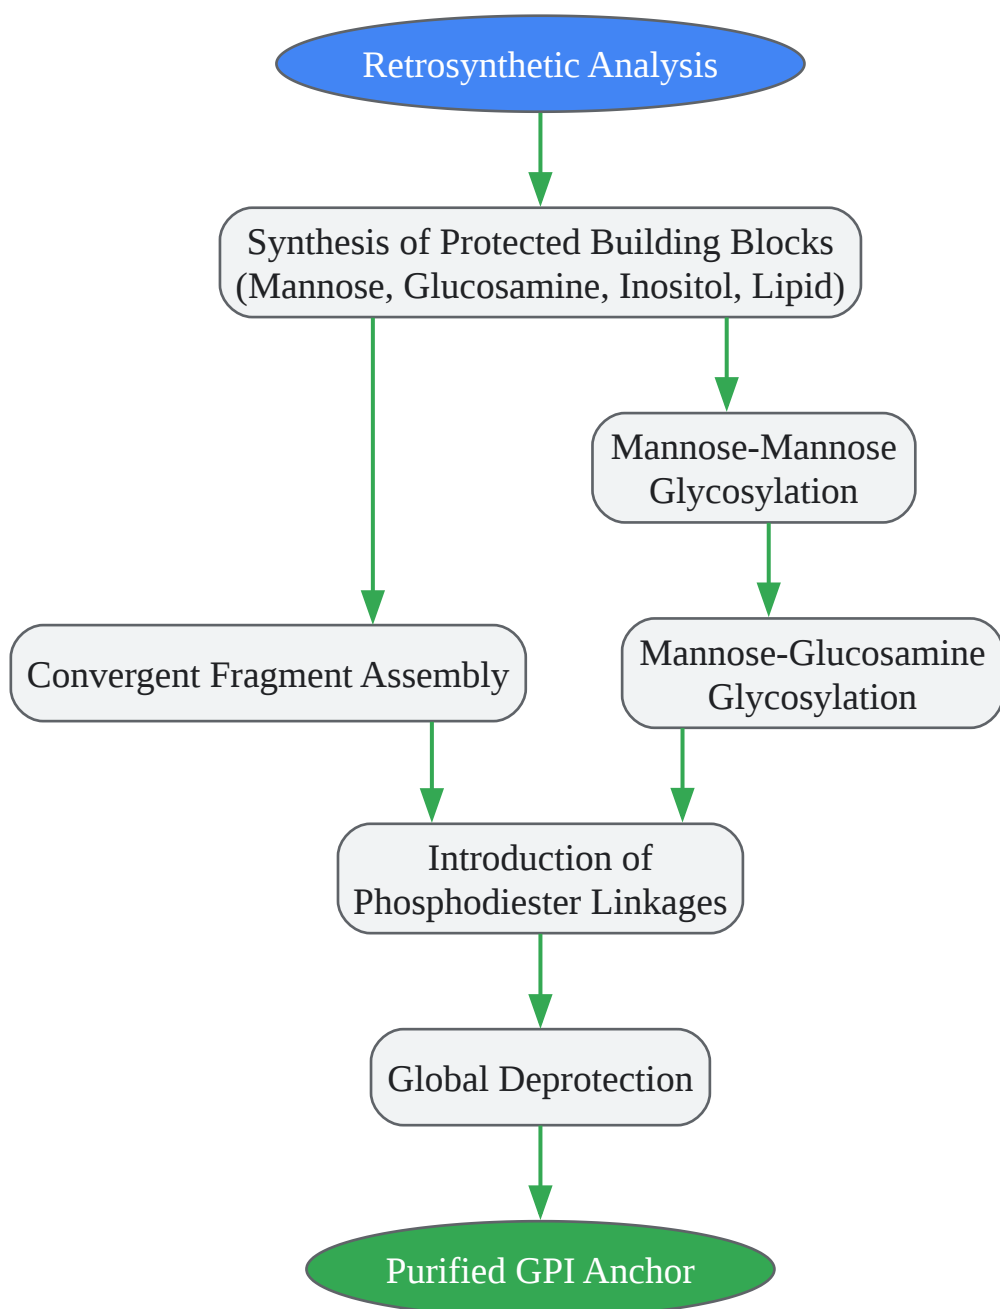 Retrosynthetic Analysis
Synthesis of Protected Building Blocks
(Mannose, Glucosamine, Inositol, Lipid)
Mannose-Mannose
Glycosylation
Convergent Fragment Assembly
Mannose-Glucosamine
Glycosylation
Introduction of
Phosphodiester Linkages
Global Deprotection
Purified GPI Anchor